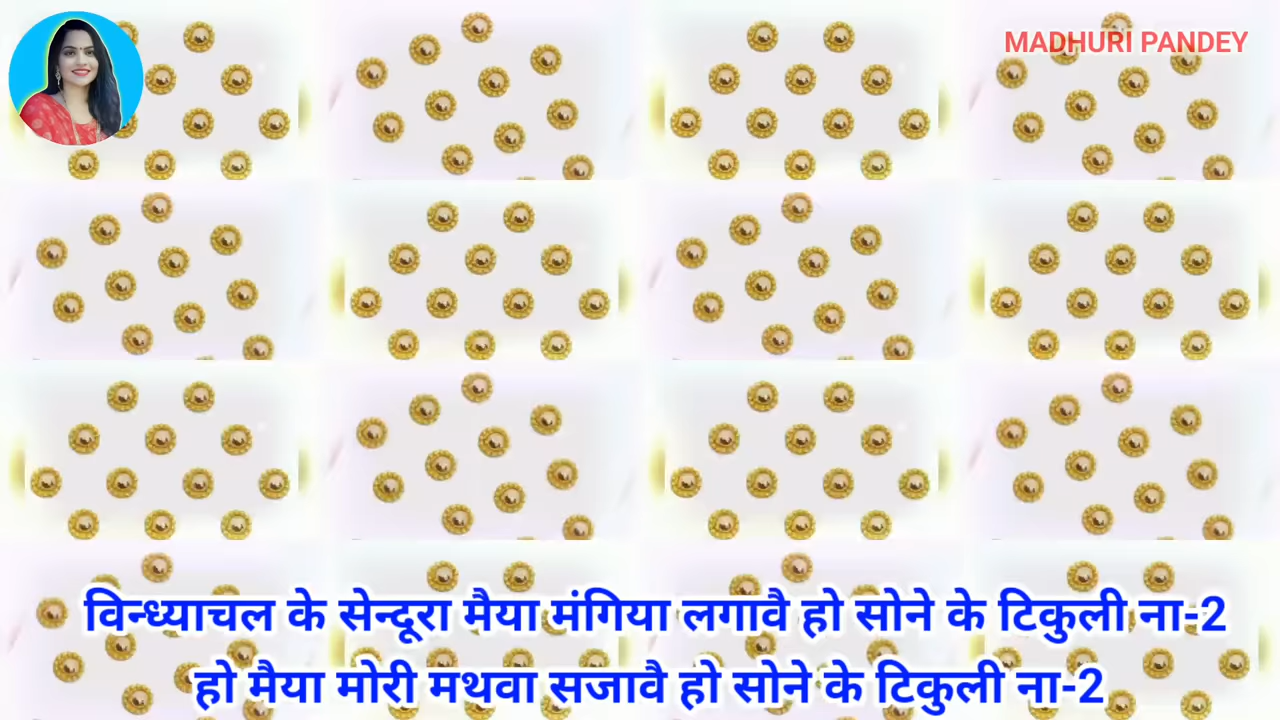 MADHURI PANDEY
विन्ध्याचल के सेन्दूरा मैया मंगिया लगावै हो सोने के टिकुली ना-2
हो मैया मोरी मथवा सजावै हो सोने के टिकुली ना-2